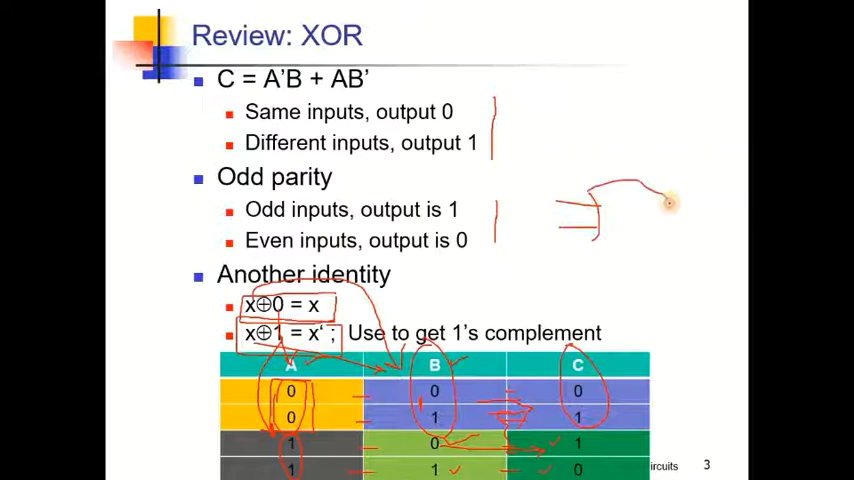 Review: XOR
C = A'B + AB'
Same inputs, output 0
Different inputs, output 1
Odd parity
Odd inputs, output is 1
Even inputs, output is 0
Another identity
x⊕0 = x
x⊕1 = x' ; Use to get 1's complement
A B C
0 0 0
0 1 1
1 0 1
1 1 0
ircuits 3